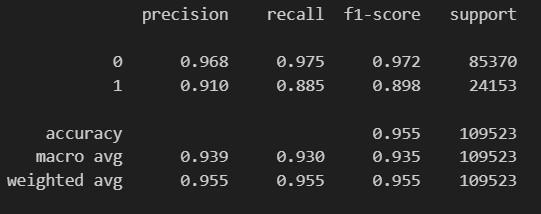 precision recall f1-score support
0 0.968 0.975 0.972 85370
1 0.910 0.885 0.898 24153
accuracy 0.955 109523
macro avg 0.939 0.930 0.935 109523
weighted avg 0.955 0.955 0.955 109523